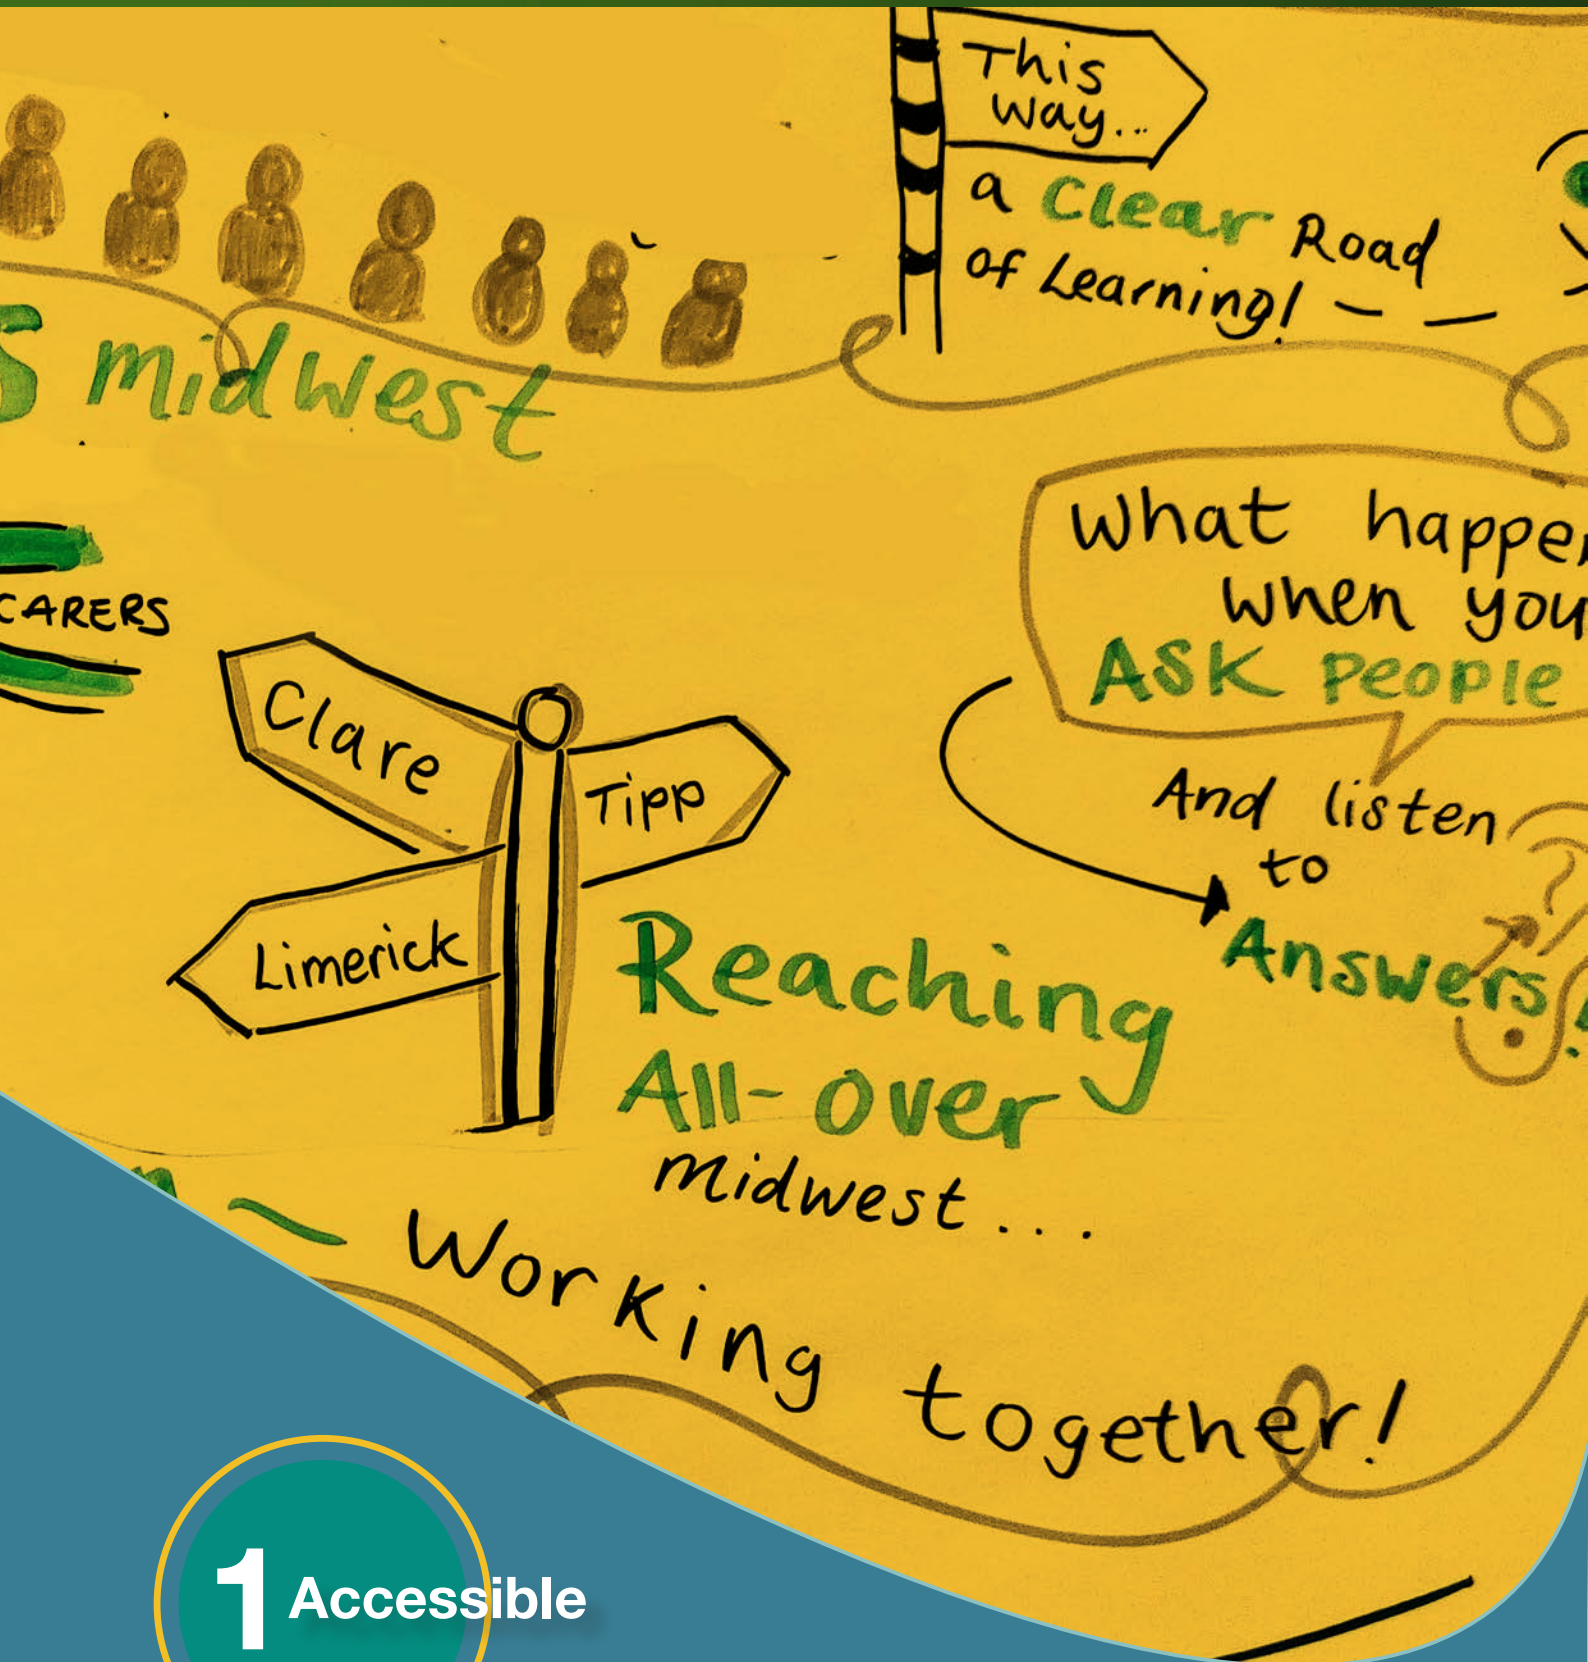 This
way...
a Clear Road
of Learning!
midwest
CARERS
What
when you
ASK People
And listen
to
Answers!
Clare
Tipp
Limerick
Reaching
All-over
Midwest...
Working together!
1 Accessible